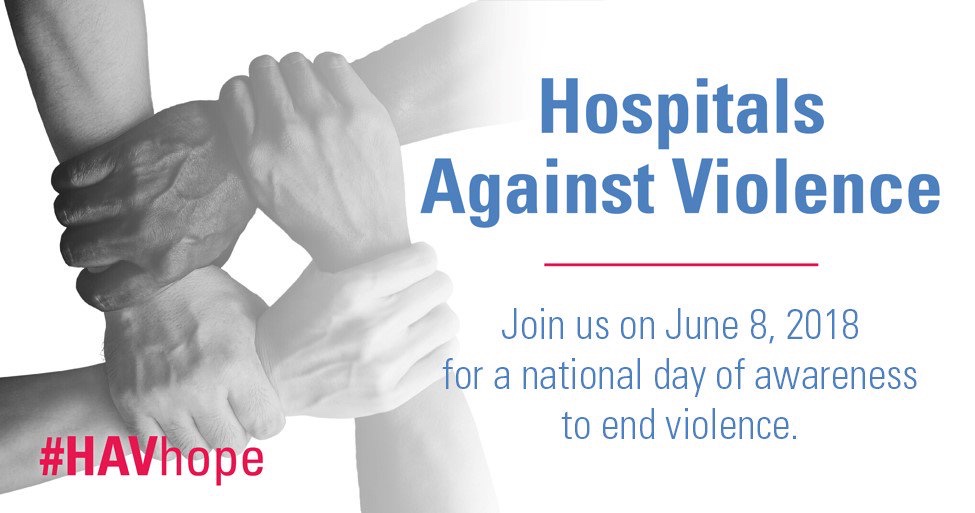 Hospitals
Against Violence
Join us on June 8, 2018
for a national day of awareness
to end violence.
#HAVhope